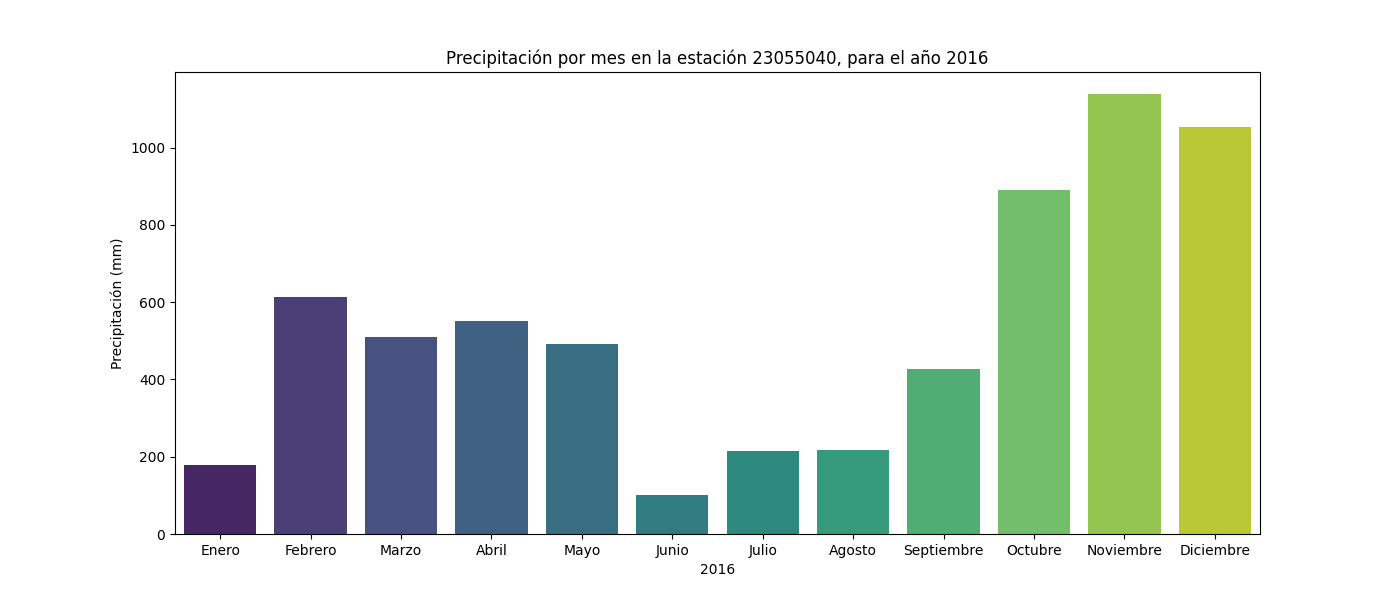 Precipitación por mes en la estación 23055040, para el año 2016
Precipitación (mm)
1000
800
600
400
200
0
Enero Febrero Marzo Abril Mayo Junio Julio Agosto Septiembre Octubre Noviembre Diciembre
2016